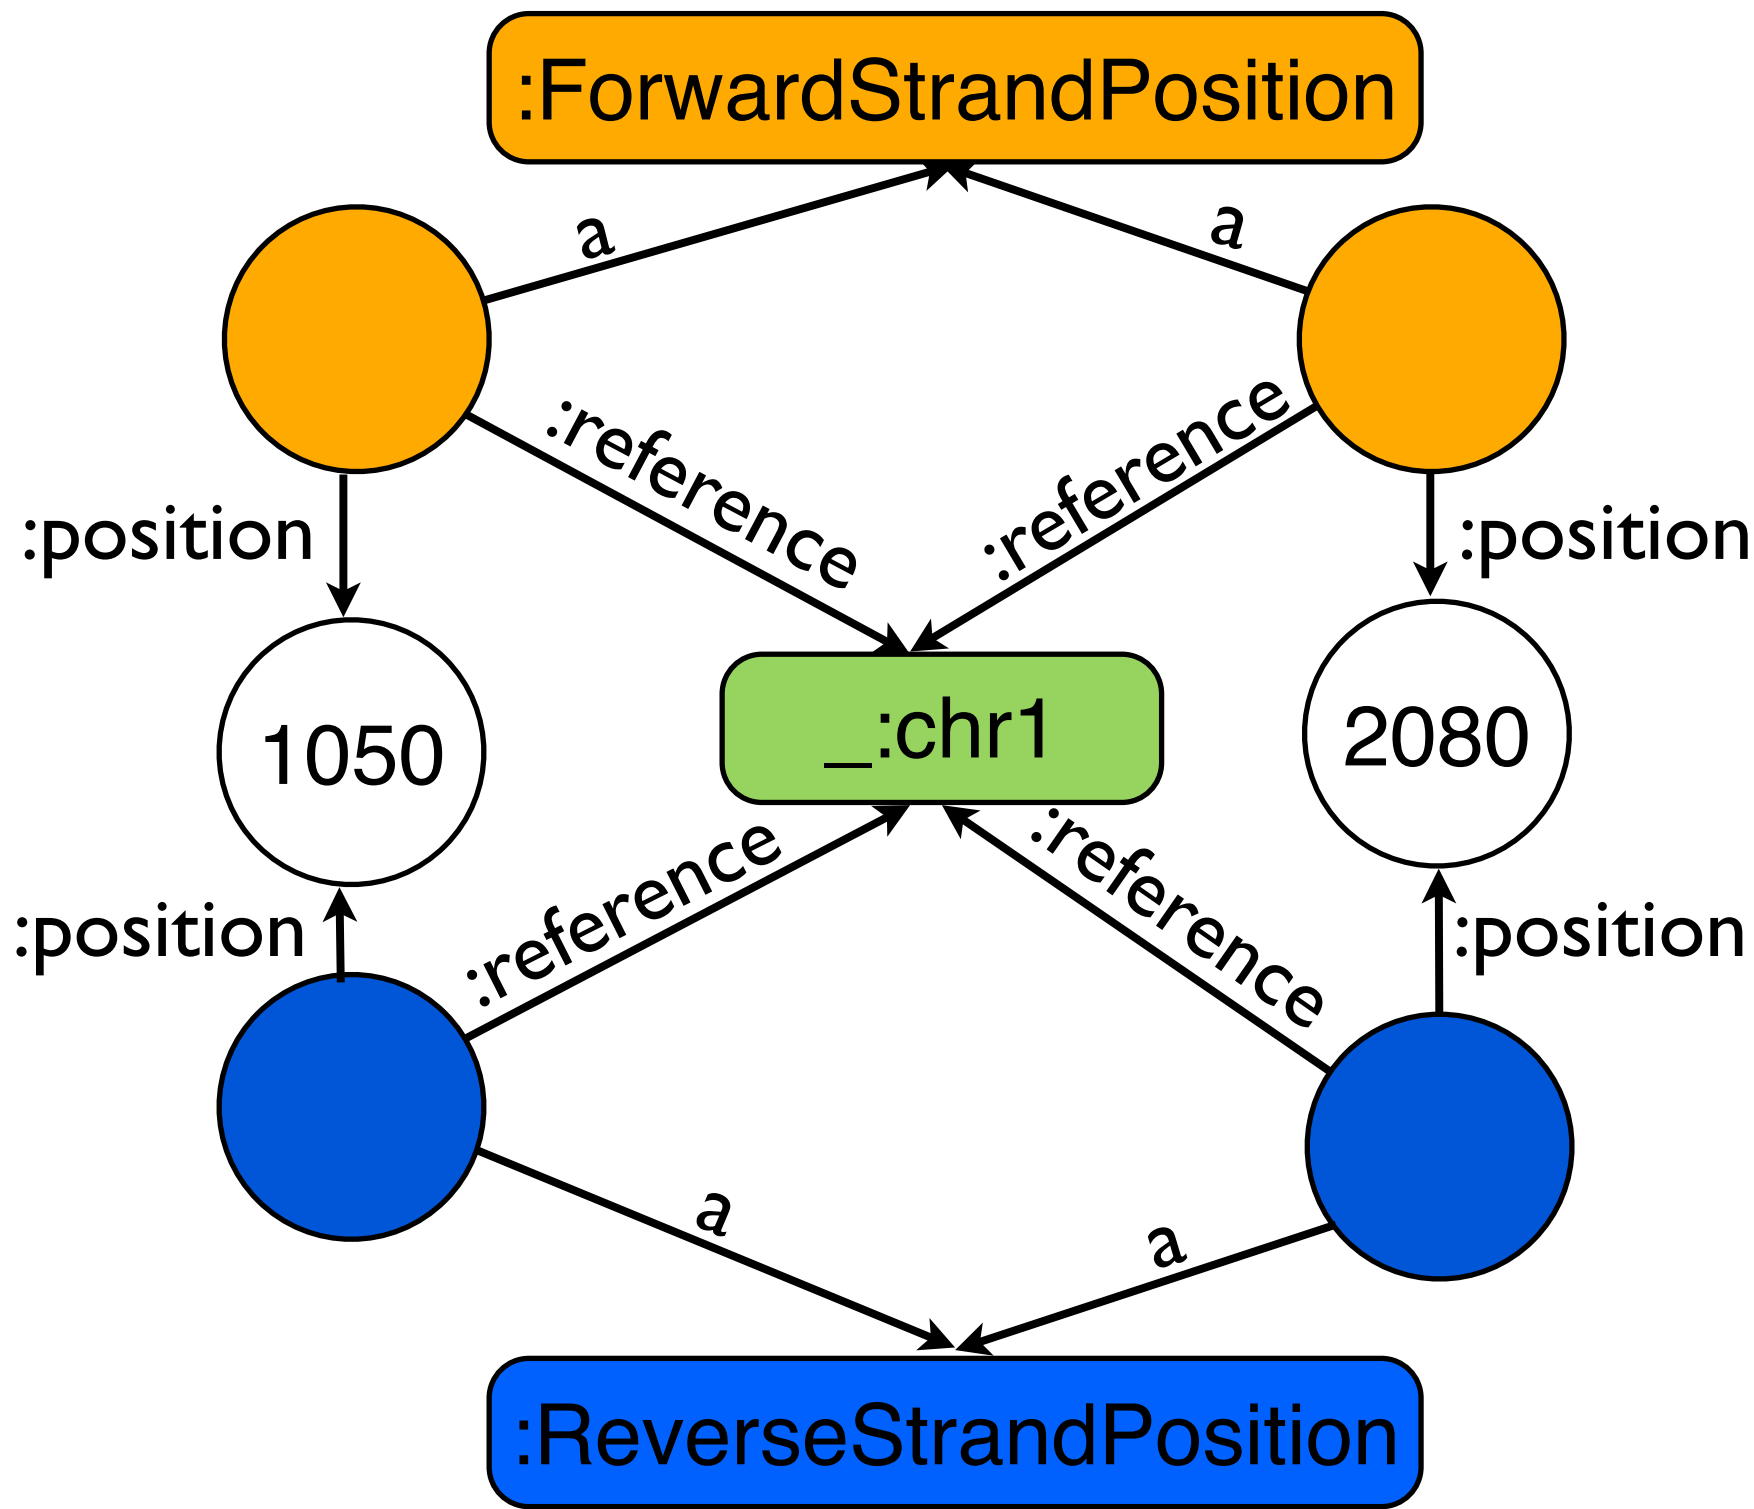 :ForwardStrandPosition
a
a
:reference
:reference
:position
:position
1050
_:chr1
2080
:reference
:reference
:position
:position
a
a
:ReverseStrandPosition